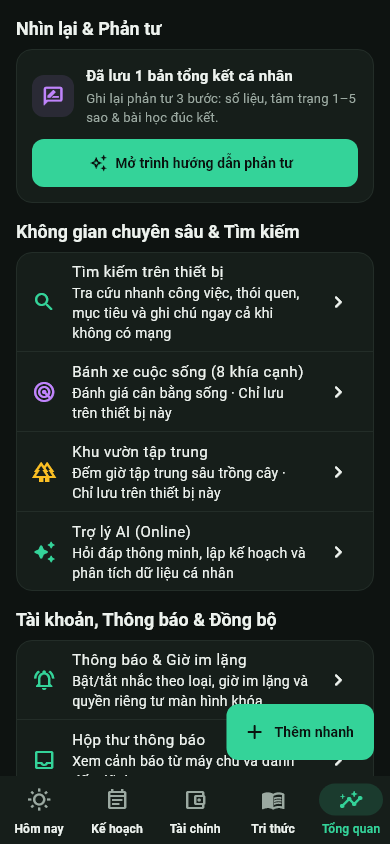 Nhìn lại & Phản tư
Đã lưu 1 bản tổng kết cá nhân
Ghi lại phản tư 3 bước: số liệu, tâm trạng 1–5
sao & bài học đúc kết.
Mở trình hướng dẫn phản tư
Không gian chuyên sâu & Tìm kiếm
Tìm kiếm trên thiết bị
Tra cứu nhanh công việc, thói quen,
mục tiêu và ghi chú ngay cả khi
không có mạng
Bánh xe cuộc sống (8 khía cạnh)
Đánh giá cân bằng sống · Chỉ lưu
trên thiết bị này
Khu vườn tập trung
Đếm giờ tập trung sâu trồng cây ·
Chỉ lưu trên thiết bị này
Trợ lý AI (Online)
Hỏi đáp thông minh, lập kế hoạch và
phân tích dữ liệu cá nhân
Tài khoản, Thông báo & Đồng bộ
Thông báo & Giờ im lặng
Bật/tắt nhắc theo loại, giờ im lặng và
quyền riêng tư màn hình khóa
Hộp thư thông báo
Xem cảnh báo từ máy chủ và đánh
Thêm nhanh
Hôm nay
Kế hoạch
Tài chính
Tri thức
Tổng quan